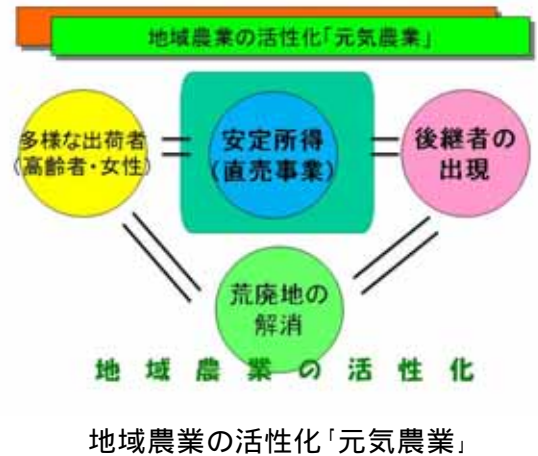 地域農業の活性化「元気農業」
多様な出荷者
(高齢者・女性)
安定所得
(直売事業)
後継者の
出現
荒廃地の
解消
地域農業の活性化
地域農業の活性化「元気農業」